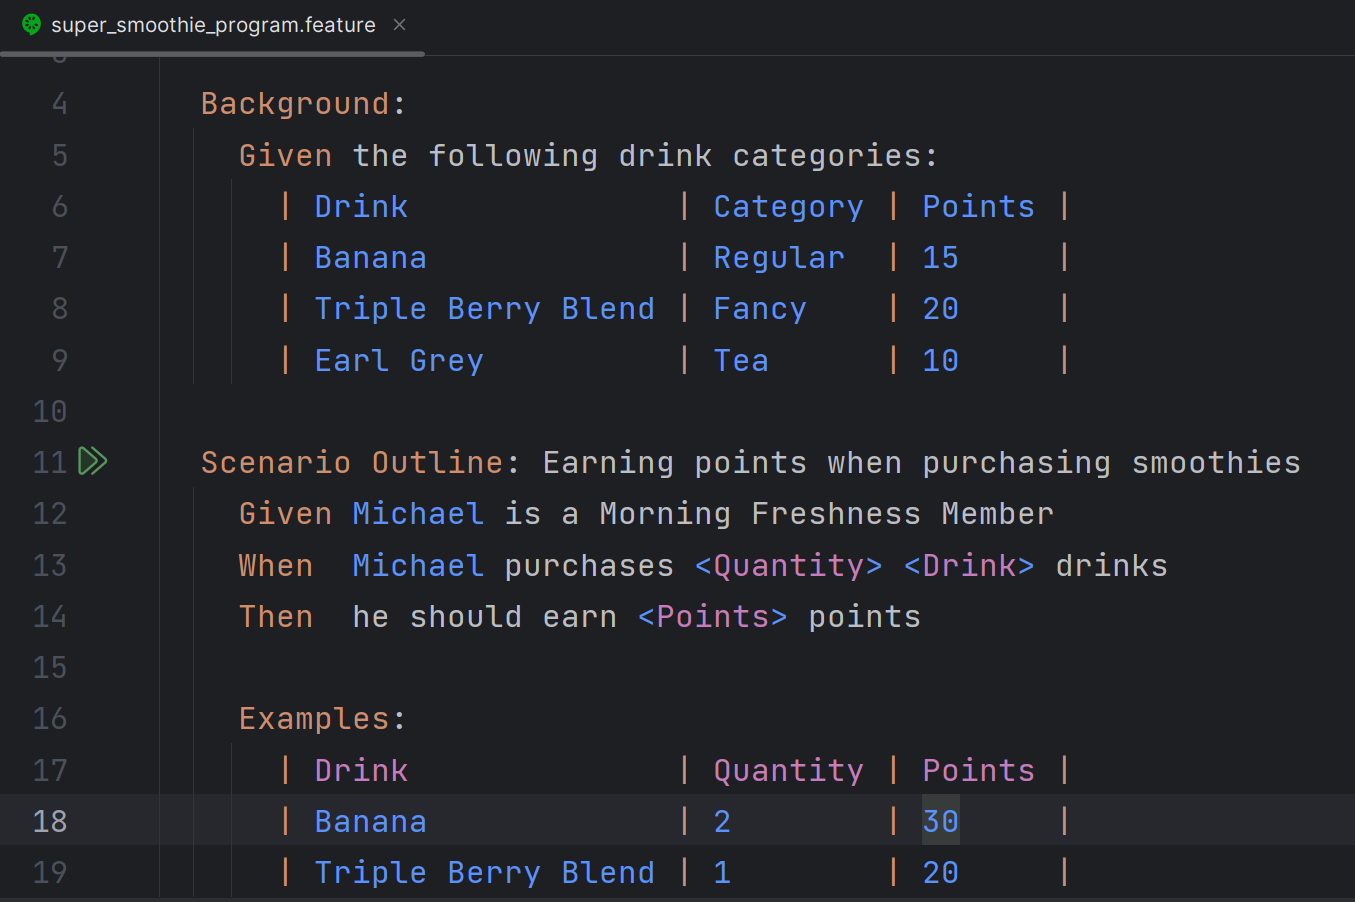 super_smoothie_program.feature ×
4 Background:
5 Given the following drink categories:
6 | Drink | Category | Points |
7 | Banana | Regular | 15 |
8 | Triple Berry Blend | Fancy | 20 |
9 | Earl Grey | Tea | 10 |
10
11 Scenario Outline: Earning points when purchasing smoothies
12 Given Michael is a Morning Freshness Member
13 When Michael purchases <Quantity> <Drink> drinks
14 Then he should earn <Points> points
15
16 Examples:
17 | Drink | Quantity | Points |
18 | Banana | 2 | 30 |
19 | Triple Berry Blend | 1 | 20 |